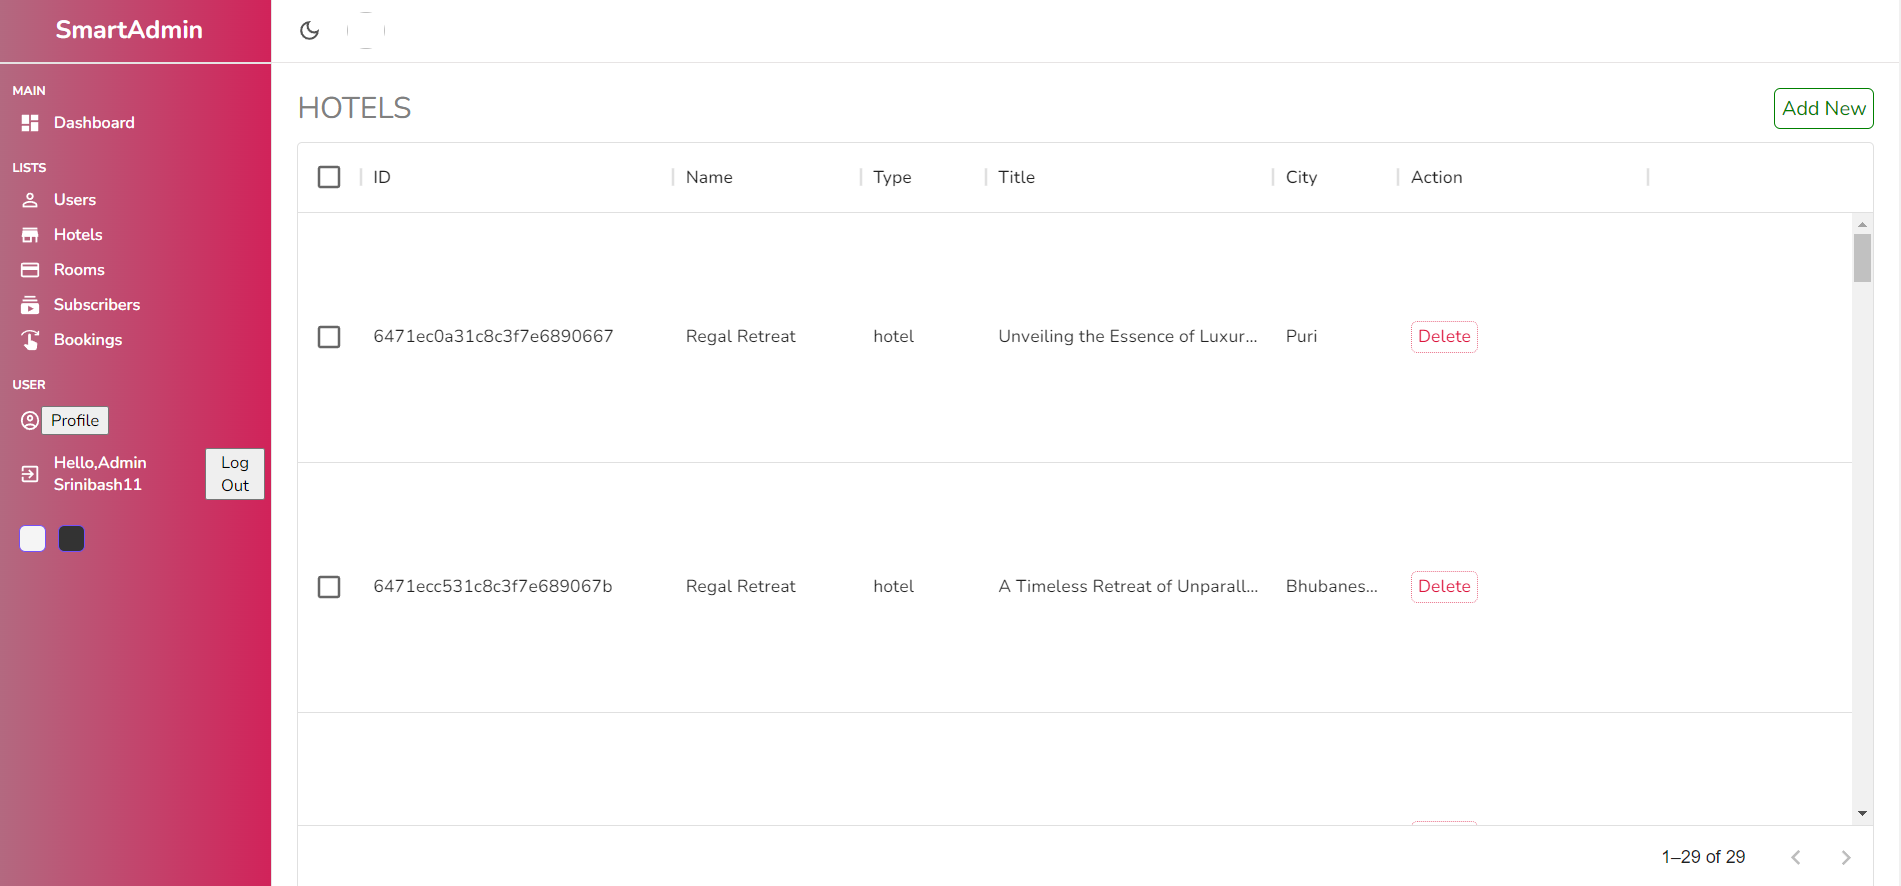 SmartAdmin
MAIN
Dashboard
LISTS
Users
Hotels
Rooms
Subscribers
Bookings
USER
Profile
Hello,Admin
Srinibash11
Log
Out
HOTELS
Add New
ID Name Type Title City Action
6471ec0a31c8c3f7e6890667 Regal Retreat hotel Unveiling the Essence of Luxur... Puri Delete
6471ecc531c8c3f7e689067b Regal Retreat hotel A Timeless Retreat of Unparall... Bhubanes... Delete
1–29 of 29